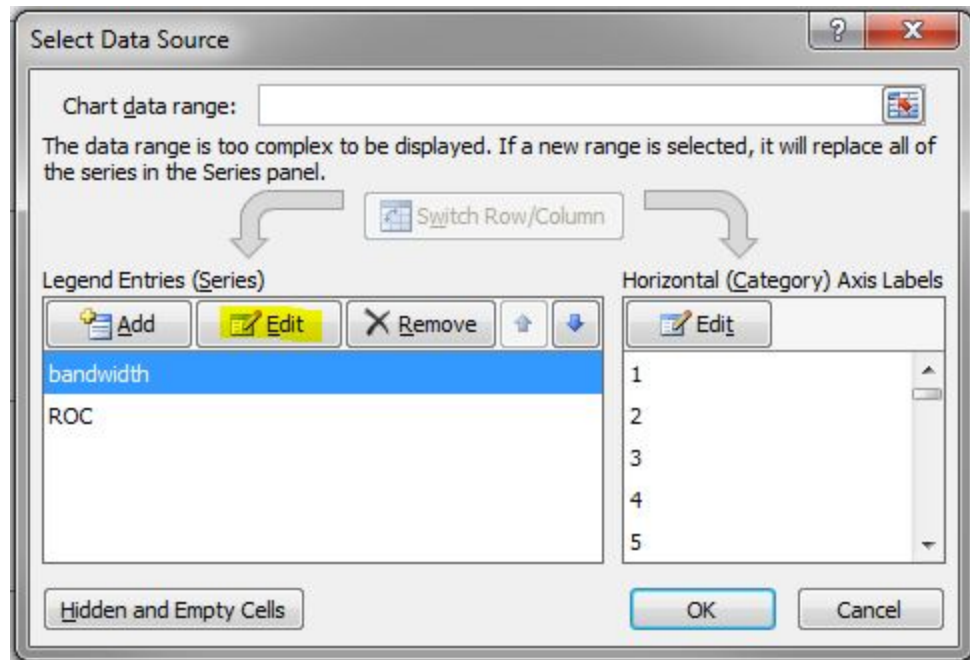 Select Data Source
?
X
Chart data range:
The data range is too complex to be displayed. If a new range is selected, it will replace all of
the series in the Series panel.
Switch Row/Column
Legend Entries (Series)
Horizontal (Category) Axis Labels
Add
Edit
Remove
Edit
bandwidth
ROC
1
2
3
4
5
Hidden and Empty Cells
OK
Cancel